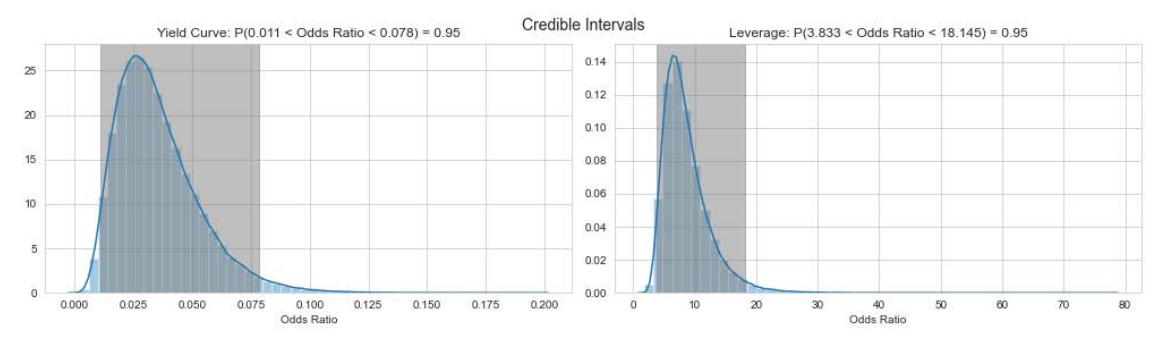 Credible Intervals
Yield Curve: P(0.011 < Odds Ratio < 0.078) = 0.95
25
20
15
10
5
0
0.000 0.025 0.050 0.075 0.100 0.125 0.150 0.175 0.200
Odds Ratio
Leverage: P(3.833 < Odds Ratio < 18.145) = 0.95
0.14
0.12
0.10
0.08
0.06
0.04
0.02
0.00
0 10 20 30 40 50 60 70 80
Odds Ratio